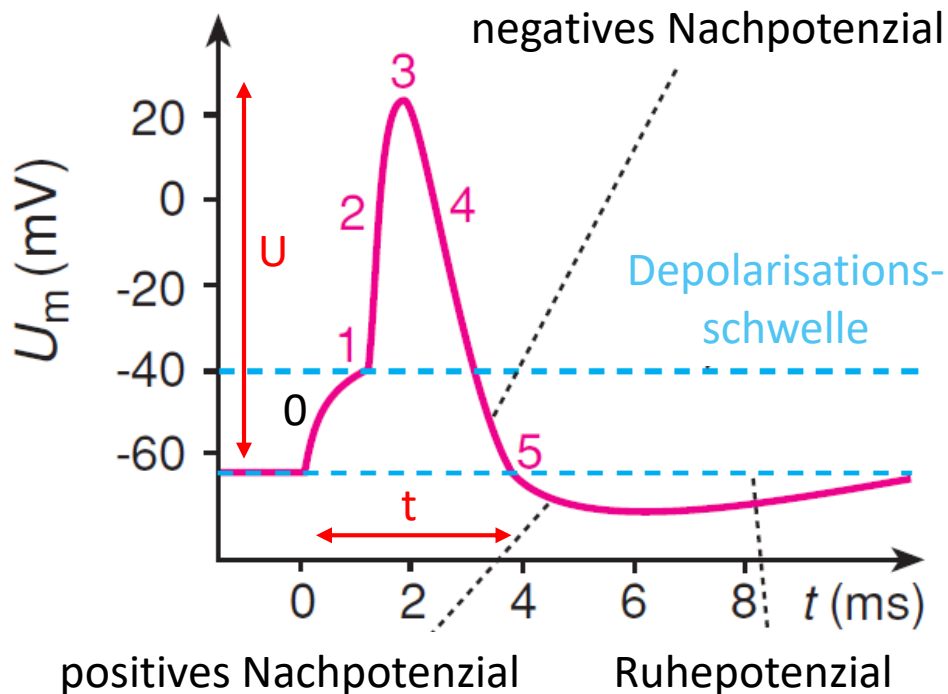 negatives Nachpotenzial
3
20
2
4
0
U
Depolarisations-
schwelle
-20
U_m (mV)
1
-40
0
-60
5
t
0 2 4 6 8 t (ms)
positives Nachpotenzial Ruhepotenzial